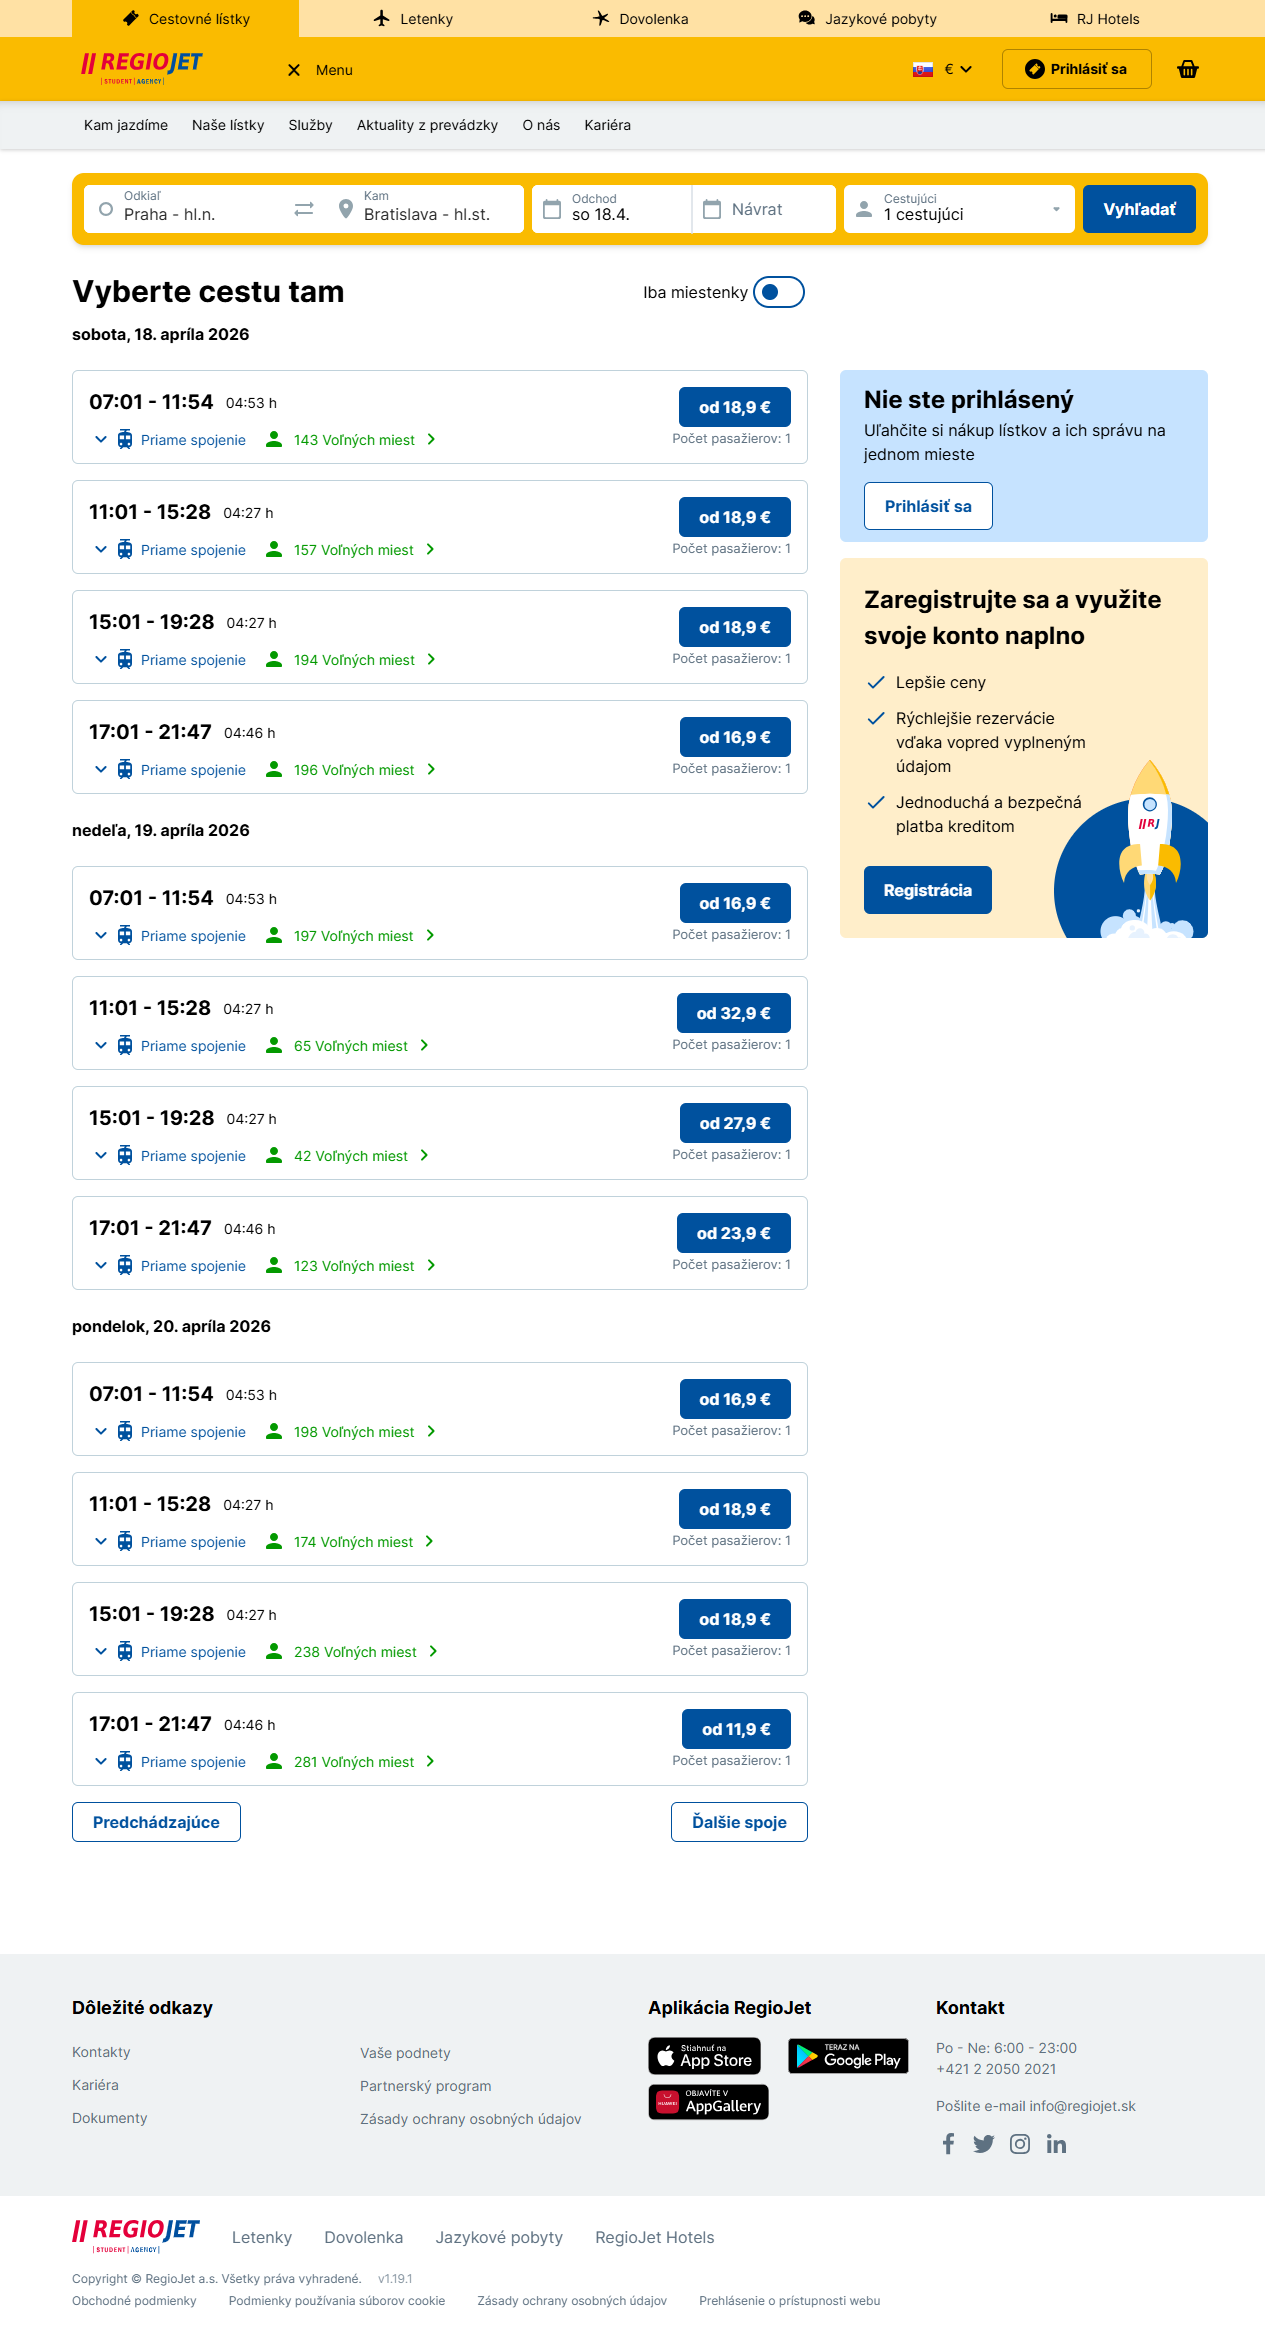 Cestovné lístky
Letenky
Dovolenka
Jazykové pobyty
RJ Hotels
REGIOJET
STUDENT AGENCY
Menu
€
Prihlásiť sa
Kam jazdíme
Naše lístky
Služby
Aktuality z prevádzky
O nás
Kariéra
Odkiaľ
Praha - hl.n.
Kam
Bratislava - hl.st.
Odchod
so 18.4.
Návrat
Cestujúci
1 cestujúci
Vyhľadať
Vyberte cestu tam
Iba miestenky
sobota, 18. apríla 2026
07:01 - 11:54 04:53 h
od 18,9 €
Priame spojenie 143 Voľných miest
Počet pasažierov: 1
11:01 - 15:28 04:27 h
od 18,9 €
Priame spojenie 157 Voľných miest
Počet pasažierov: 1
15:01 - 19:28 04:27 h
od 18,9 €
Priame spojenie 194 Voľných miest
Počet pasažierov: 1
17:01 - 21:47 04:46 h
od 16,9 €
Priame spojenie 196 Voľných miest
Počet pasažierov: 1
nedeľa, 19. apríla 2026
07:01 - 11:54 04:53 h
od 16,9 €
Priame spojenie 197 Voľných miest
Počet pasažierov: 1
11:01 - 15:28 04:27 h
od 32,9 €
Priame spojenie 65 Voľných miest
Počet pasažierov: 1
15:01 - 19:28 04:27 h
od 27,9 €
Priame spojenie 42 Voľných miest
Počet pasažierov: 1
17:01 - 21:47 04:46 h
od 23,9 €
Priame spojenie 123 Voľných miest
Počet pasažierov: 1
pondelok, 20. apríla 2026
07:01 - 11:54 04:53 h
od 16,9 €
Priame spojenie 198 Voľných miest
Počet pasažierov: 1
11:01 - 15:28 04:27 h
od 18,9 €
Priame spojenie 174 Voľných miest
Počet pasažierov: 1
15:01 - 19:28 04:27 h
od 18,9 €
Priame spojenie 238 Voľných miest
Počet pasažierov: 1
17:01 - 21:47 04:46 h
od 11,9 €
Priame spojenie 281 Voľných miest
Počet pasažierov: 1
Predchádzajúce
Ďalšie spoje
Nie ste prihlásený
Uľahčite si nákup lístkov a ich správu na
jednom mieste
Prihlásiť sa
Zaregistrujte sa a využite
svoje konto naplno
Lepšie ceny
Rýchlejšie rezervácie
vďaka vopred vyplneným
údajom
Jednoduchá a bezpečná
platba kreditom
RJ
Registrácia
Dôležité odkazy
Kontakty
Kariéra
Dokumenty
Vaše podnety
Partnerský program
Zásady ochrany osobných údajov
Aplikácia RegioJet
Stiahnuť na
App Store
TERAZ NA
Google Play
HUAWEI
OBJAVÍTE V
AppGallery
Kontakt
Po - Ne: 6:00 - 23:00
+421 2 2050 2021
Pošlite e-mail info@regiojet.sk
REGIOJET
STUDENT AGENCY
Letenky
Dovolenka
Jazykové pobyty
RegioJet Hotels
Copyright © RegioJet a.s. Všetky práva vyhradené. v1.19.1
Obchodné podmienky
Podmienky používania súborov cookie
Zásady ochrany osobných údajov
Prehlásenie o prístupnosti webu